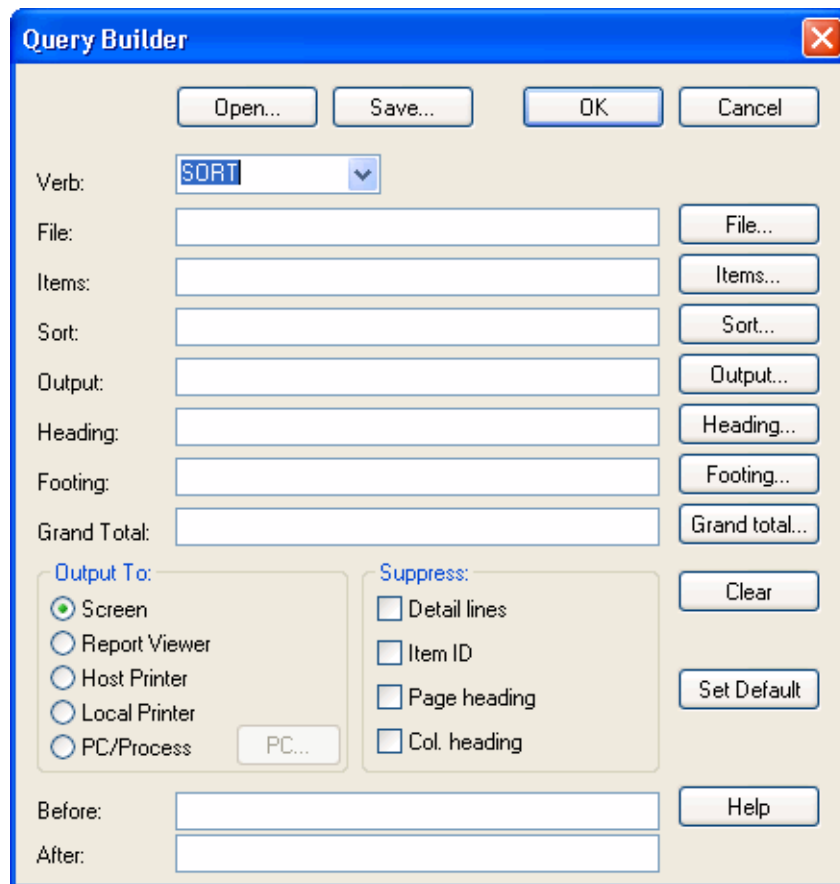 Query Builder
Open... Save... OK Cancel
Verb: SORT
File: File...
Items: Items...
Sort: Sort...
Output: Output...
Heading: Heading...
Footing: Footing...
Grand Total: Grand total...
Output To: Suppress: Clear
Screen Detail lines
Report Viewer Item ID
Host Printer Page heading Set Default
Local Printer
PC/Process PC... Col. heading
Before: Help
After: